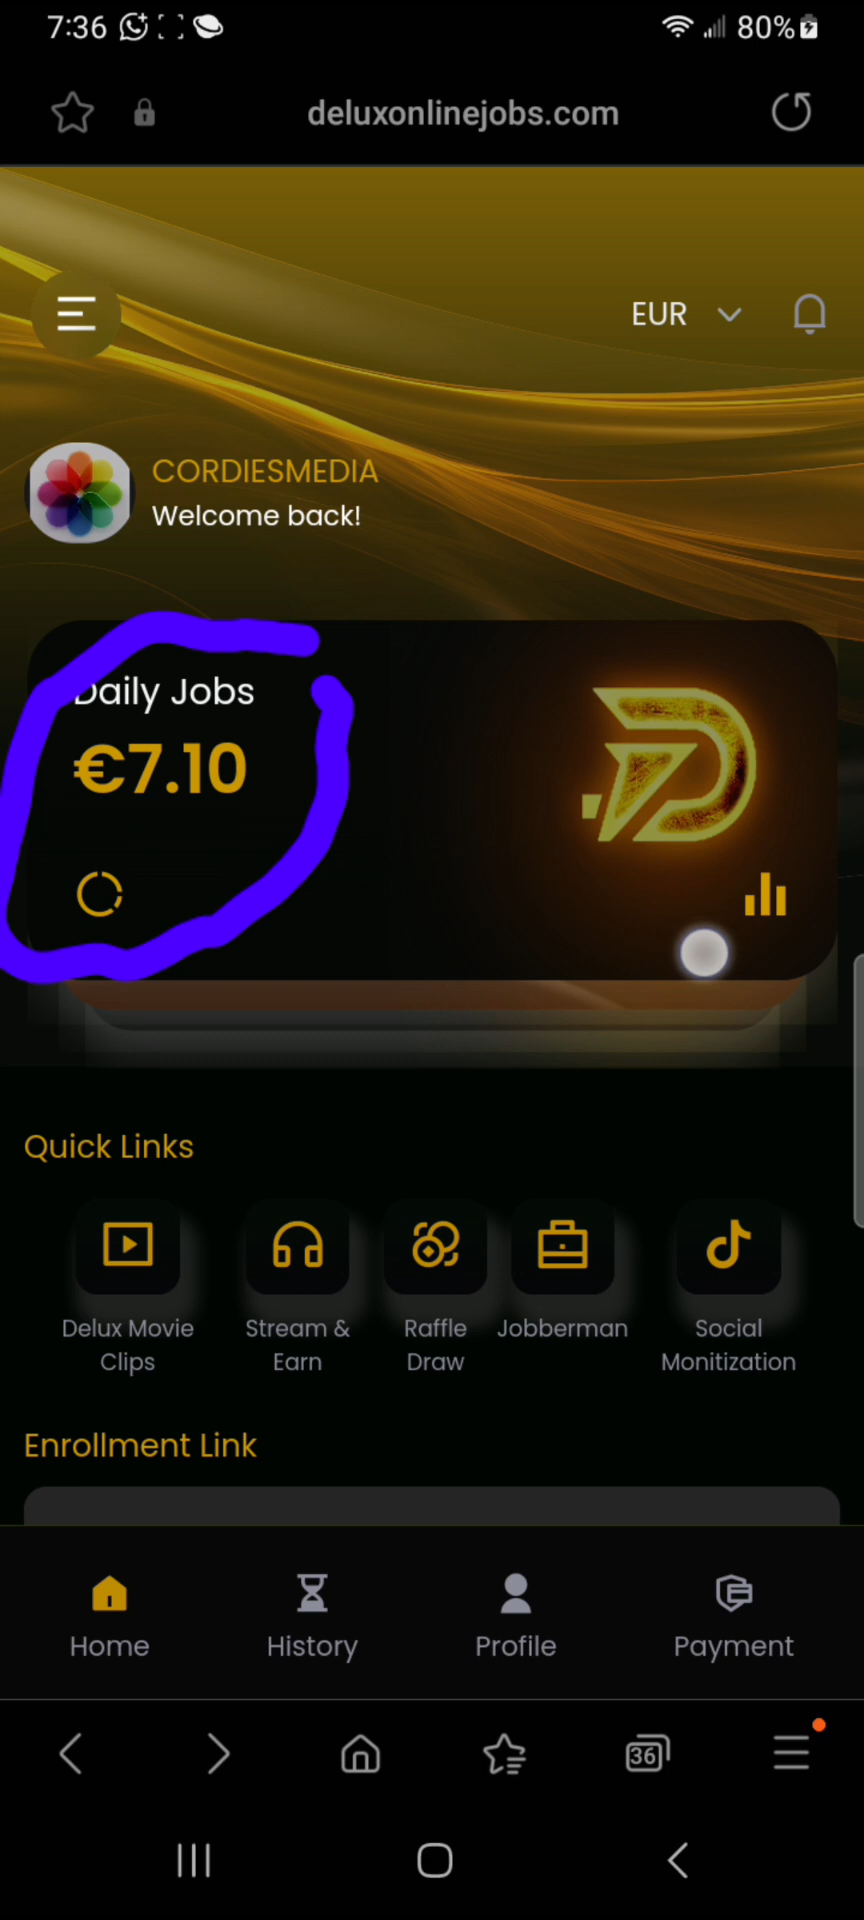 7:36
80%
deluxonlinejobs.com
EUR
CORDIESMEDIA
Welcome back!
Daily Jobs
€7.10
Quick Links
Delux Movie
Clips
Stream &
Earn
Raffle
Draw
Jobberman
Social
Monitization
Enrollment Link
Home
History
Profile
Payment
36